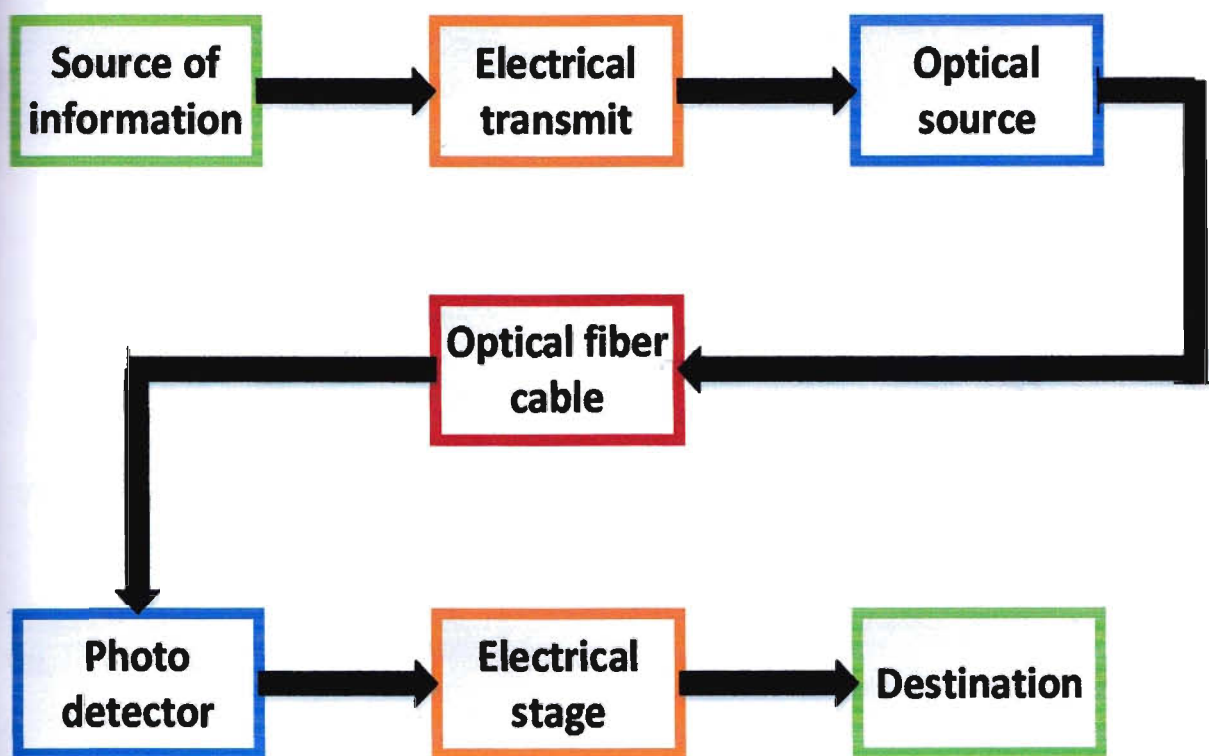 Source of
information
Electrical
transmit
Optical
source
Optical fiber
cable
Photo
detector
Electrical
stage
Destination